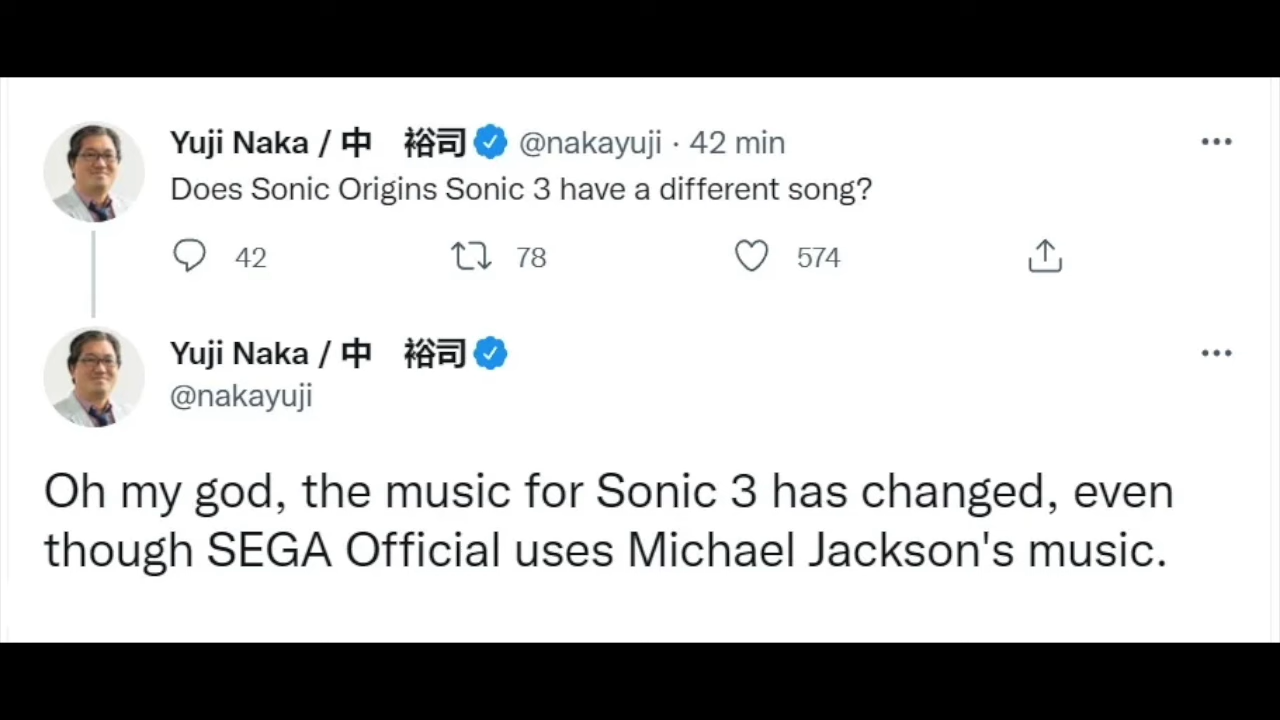 Yuji Naka / 中　裕司 @nakayuji · 42 min
Does Sonic Origins Sonic 3 have a different song?
42 78 574
Yuji Naka / 中　裕司
@nakayuji
Oh my god, the music for Sonic 3 has changed, even
though SEGA Official uses Michael Jackson's music.